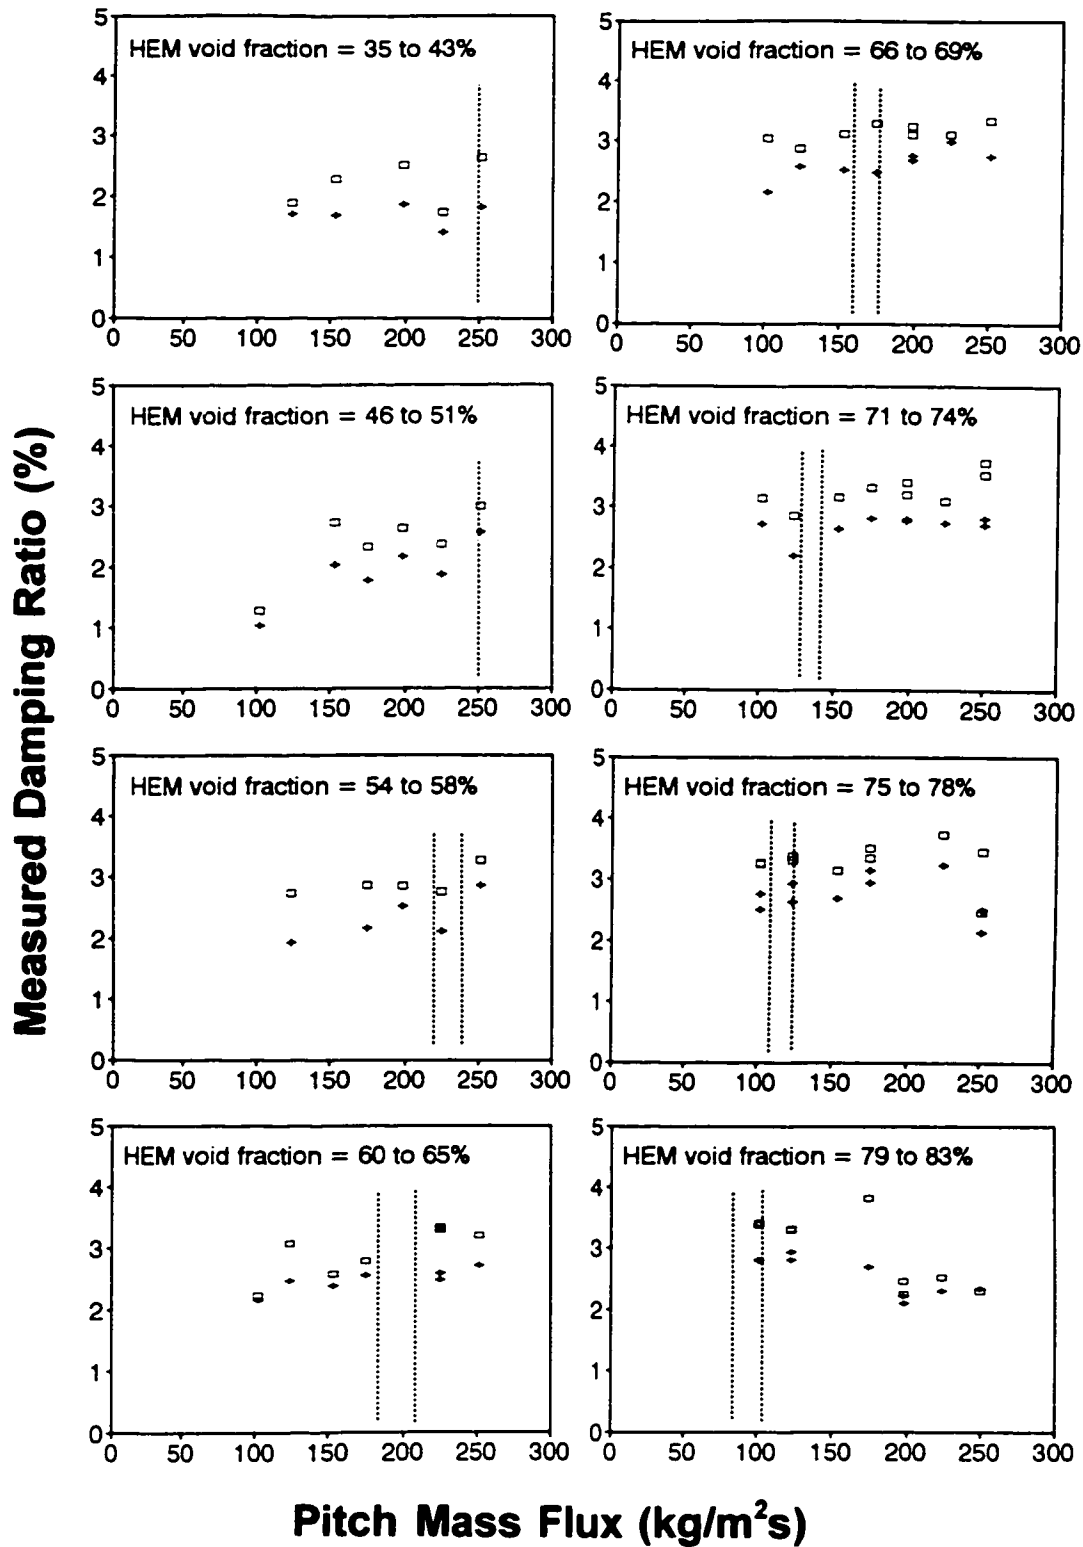 Measured Damping Ratio (%)
HEM void fraction = 35 to 43%
5
4
3
2
1
0
0 50 100 150 200 250 300
HEM void fraction = 66 to 69%
5
4
3
2
1
0
0 50 100 150 200 250 300
HEM void fraction = 46 to 51%
5
4
3
2
1
0
0 50 100 150 200 250 300
HEM void fraction = 71 to 74%
5
4
3
2
1
0
0 50 100 150 200 250 300
HEM void fraction = 54 to 58%
5
4
3
2
1
0
0 50 100 150 200 250 300
HEM void fraction = 75 to 78%
5
4
3
2
1
0
0 50 100 150 200 250 300
HEM void fraction = 60 to 65%
5
4
3
2
1
0
0 50 100 150 200 250 300
HEM void fraction = 79 to 83%
5
4
3
2
1
0
0 50 100 150 200 250 300
Pitch Mass Flux (kg/m²s)